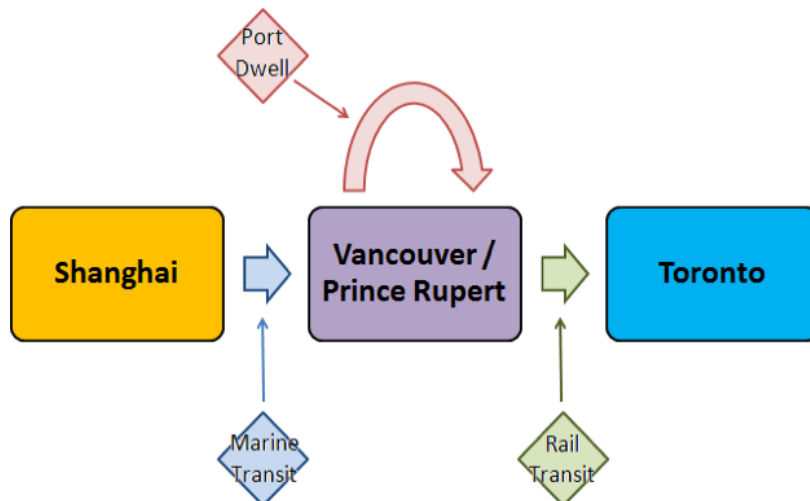 Port
Dwell
Shanghai
Vancouver /
Prince Rupert
Toronto
Marine
Transit
Rail
Transit